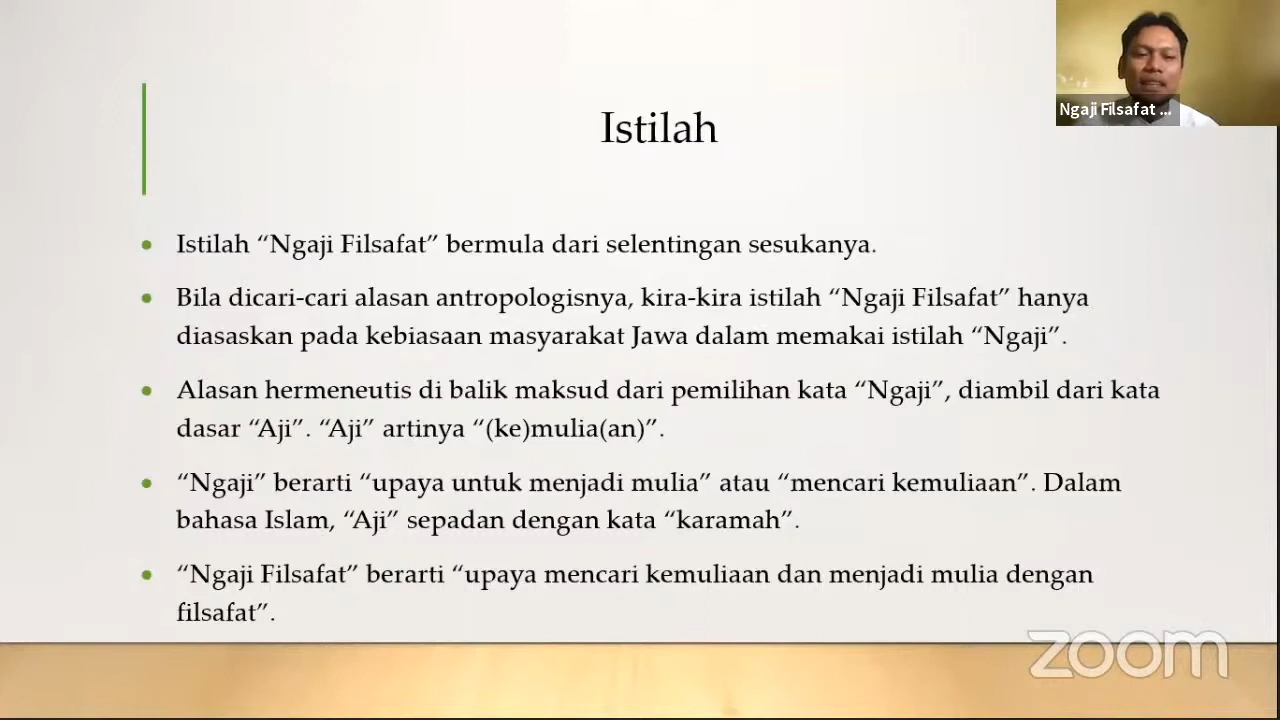 Istilah
Ngaji Filsafat ...
Istilah “Ngaji Filsafat” bermula dari selentingan sesukanya.
Bila dicari-cari alasan antropologisnya, kira-kira istilah “Ngaji Filsafat” hanya
diasaskan pada kebiasaan masyarakat Jawa dalam memakai istilah “Ngaji”.
Alasan hermeneutis di balik maksud dari pemilihan kata “Ngaji”, diambil dari kata
dasar “Aji”. “Aji” artinya “(ke)mulia(an)”.
“Ngaji” berarti “upaya untuk menjadi mulia” atau “mencari kemuliaan”. Dalam
bahasa Islam, “Aji” sepadan dengan kata “karamah”.
“Ngaji Filsafat” berarti “upaya mencari kemuliaan dan menjadi mulia dengan
filsafat”.
zoom